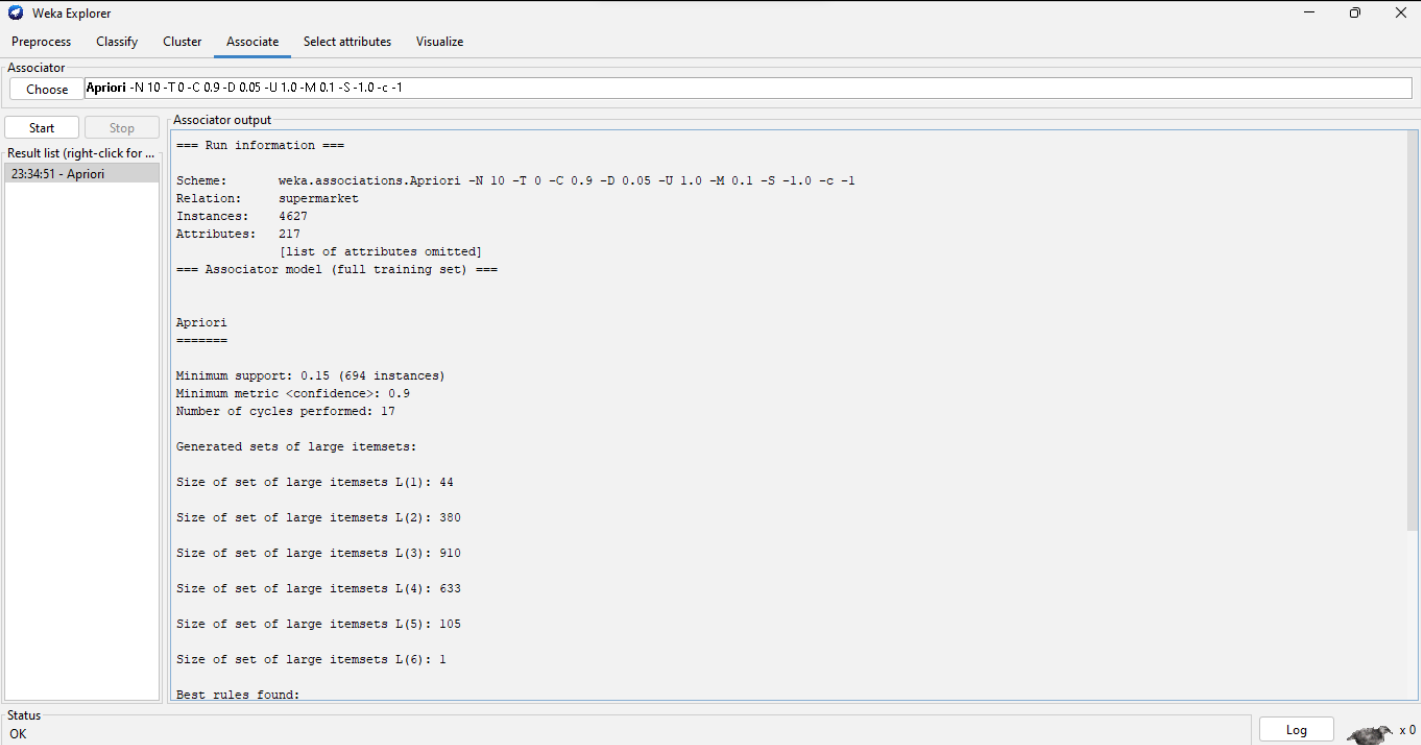 Weka Explorer
Preprocess Classify Cluster Associate Select attributes Visualize
Associator
Choose Apriori -N 10 -T 0 -C 0.9 -D 0.05 -U 1.0 -M 0.1 -S -1.0 -c -1
Start Stop
Result list (right-click for ...
23:34:51 - Apriori
Associator output
=== Run information ===
Scheme: weka.associations.Apriori -N 10 -T 0 -C 0.9 -D 0.05 -U 1.0 -M 0.1 -S -1.0 -c -1
Relation: supermarket
Instances: 4627
Attributes: 217
[list of attributes omitted]
=== Associator model (full training set) ===
Apriori
=======
Minimum support: 0.15 (694 instances)
Minimum metric <confidence>: 0.9
Number of cycles performed: 17
Generated sets of large itemsets:
Size of set of large itemsets L(1): 44
Size of set of large itemsets L(2): 380
Size of set of large itemsets L(3): 910
Size of set of large itemsets L(4): 633
Size of set of large itemsets L(5): 105
Size of set of large itemsets L(6): 1
Best rules found:
Status
OK
Log
x 0